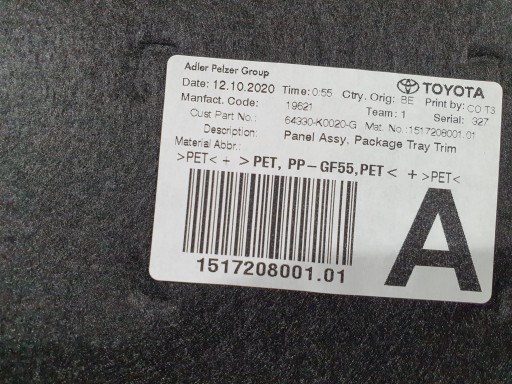 Adler Pelzer Group
TOYOTA
Date: 12.10.2020 Time: 0:55 Ctry. Orig: BE Print by: CO T3
Manfact. Code: 19621 Team: 1 Serial: 327
Cust Part No.: 64330-K0020-G Mat. No.: 1517208001.01
Description: Panel Assy, Package Tray Trim
Material Abbr.:
>PET< + >PET, PP-GF55,PET< + >PET<
A
1517208001.01